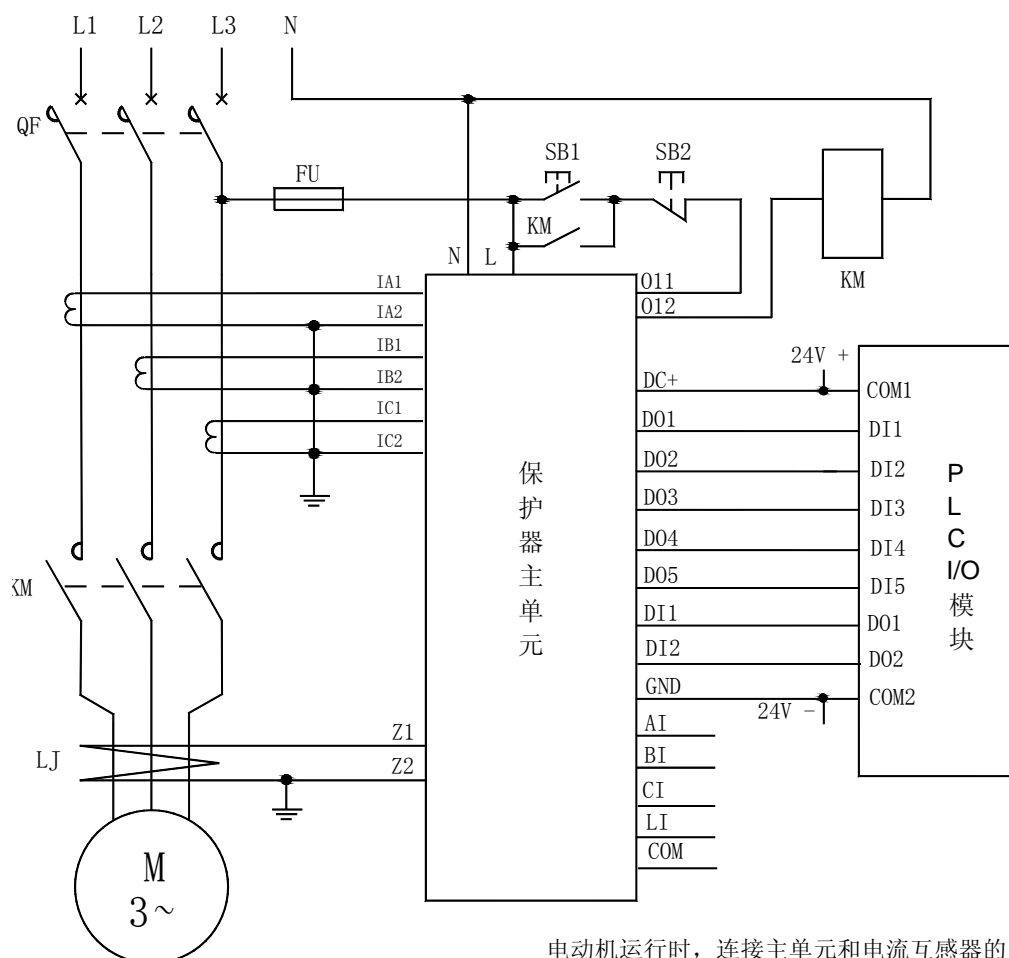 L1 L2 L3 N
QF
FU
SB1 SB2
KM
N L
KM
IA1
IA2
IB1
IB2
IC1
IC2
O11
O12
DC+
DO1
DO2
DO3
DO4
DO5
DI1
DI2
GND
AI
BI
CI
LI
COM
24V +
24V -
COM1
DI1
DI2
DI3
DI4
DI5
DO1
DO2
COM2
保护器主单元
PLC
I/O
模块
KM
LJ
Z1
Z2
M
3~
电动机运行时，连接主单元和电流互感器的